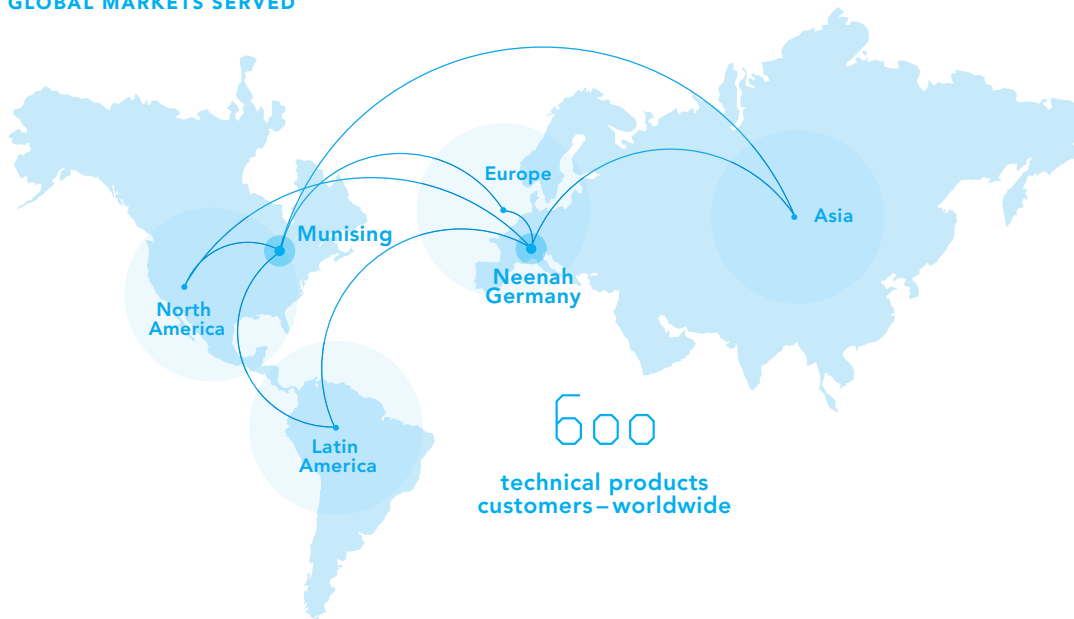 GLOBAL MARKETS SERVED
Europe
Asia
Munising
Neenah
Germany
North
America
Latin
America
600
technical products
customers – worldwide